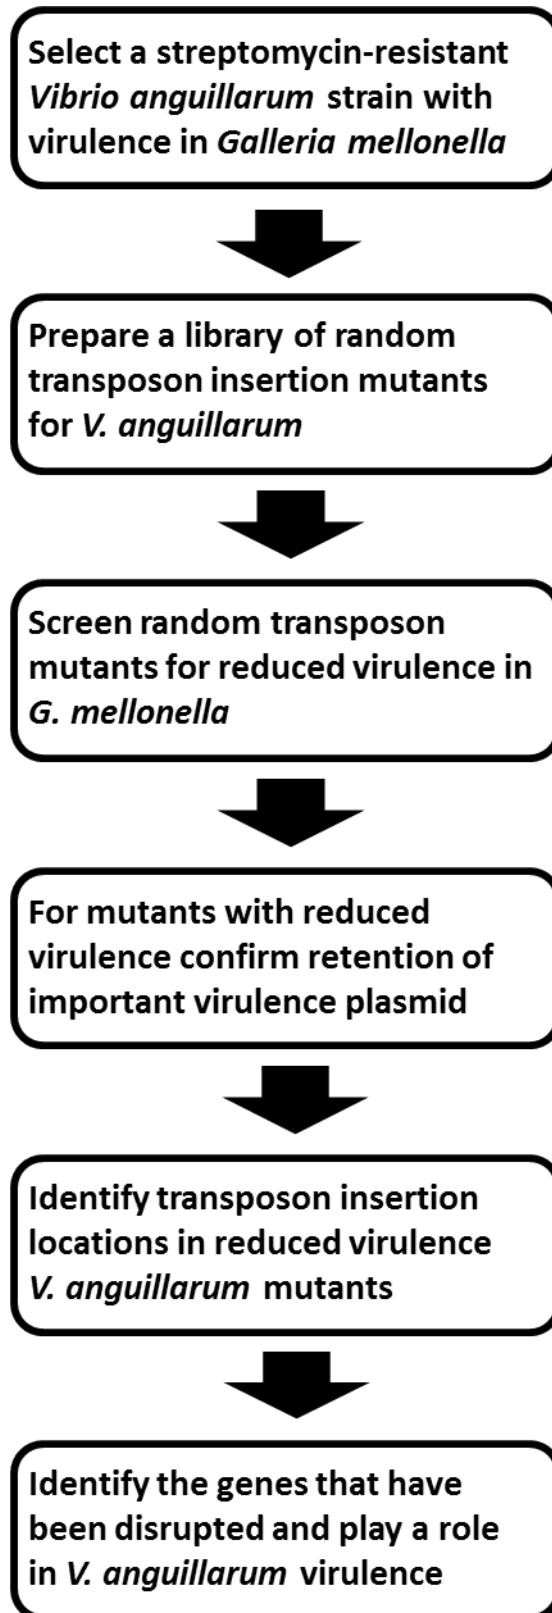 Select a streptomycin-resistant
Vibrio anguillarum strain with
virulence in Galleria mellonella
Prepare a library of random
transposon insertion mutants
for V. anguillarum
Screen random transposon
mutants for reduced virulence in
G. mellonella
For mutants with reduced
virulence confirm retention of
important virulence plasmid
Identify transposon insertion
locations in reduced virulence
V. anguillarum mutants
Identify the genes that have
been disrupted and play a role
in V. anguillarum virulence